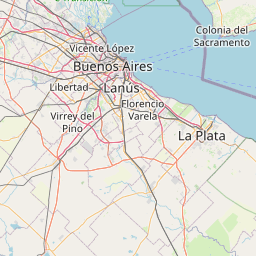 Colonia del
Sacramento
Vicente López
Buenos Aires
Libertad
Lanús
Florencio
Varela
Virrey del
Pino
La Plata